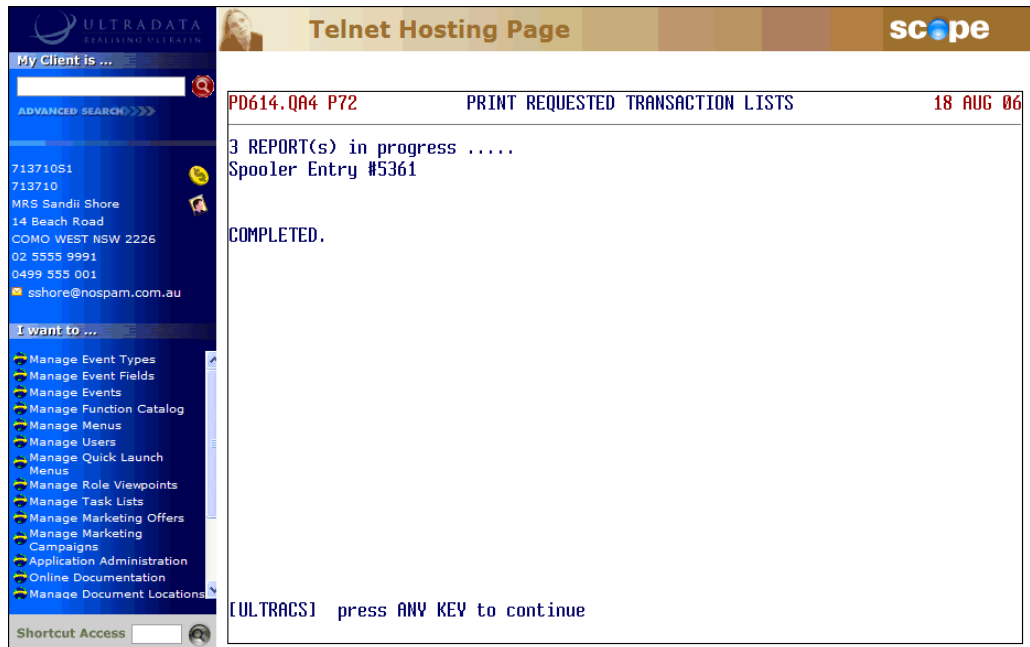 ULTRADATA
REALISING ULTRAFIN
Telnet Hosting Page
scope
My Client is ...
ADVANCED SEARCH
713710S1
713710
MRS Sandii Shore
14 Beach Road
COMO WEST NSW 2226
02 5555 9991
0499 555 001
sshore@nospam.com.au
I want to ...
Manage Event Types
Manage Event Fields
Manage Events
Manage Function Catalog
Manage Menus
Manage Users
Manage Quick Launch
Menus
Manage Role Viewpoints
Manage Task Lists
Manage Marketing Offers
Manage Marketing
Campaigns
Application Administration
Online Documentation
Manage Document Locations
Shortcut Access
PD614.QA4 P72 PRINT REQUESTED TRANSACTION LISTS 18 AUG 06
3 REPORT(s) in progress .....
Spooler Entry #5361
COMPLETED.
[ULTRACS] press ANY KEY to continue